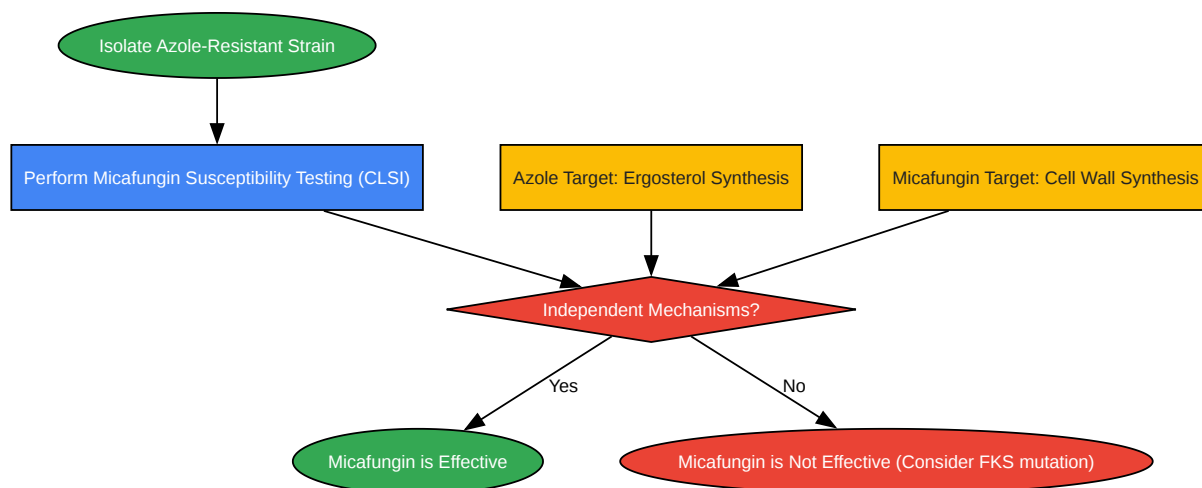 Isolate Azole-Resistant Strain
Perform Micafungin Susceptibility Testing (CLSI)
Azole Target: Ergosterol Synthesis
Micafungin Target: Cell Wall Synthesis
Independent Mechanisms?
Yes
No
Micafungin is Effective
Micafungin is Not Effective (Consider FKS mutation)